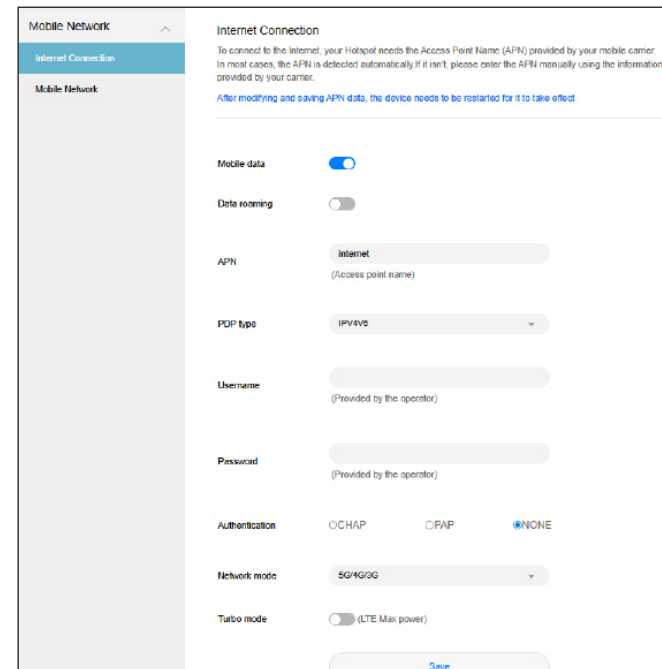 Mobile Network
Internet Connection
Mobile Network
Internet Connection
To connect to the Internet, your Hotspot needs the Access Point Name (APN) provided by your mobile carrier.
In most cases, the APN is detected automatically.If it isn't, please enter the APN manually using the information
provided by your carrier.
After modifying and saving APN data, the device needs to be restarted for it to take effect
Mobile data
Data roaming
APN
internet
(Access point name)
PDP type
IPV4V6
Username
(Provided by the operator)
Password
(Provided by the operator)
Authentication CHAP PAP NONE
Network mode
5G/4G/3G
Turbo mode (LTE Max power)
Save